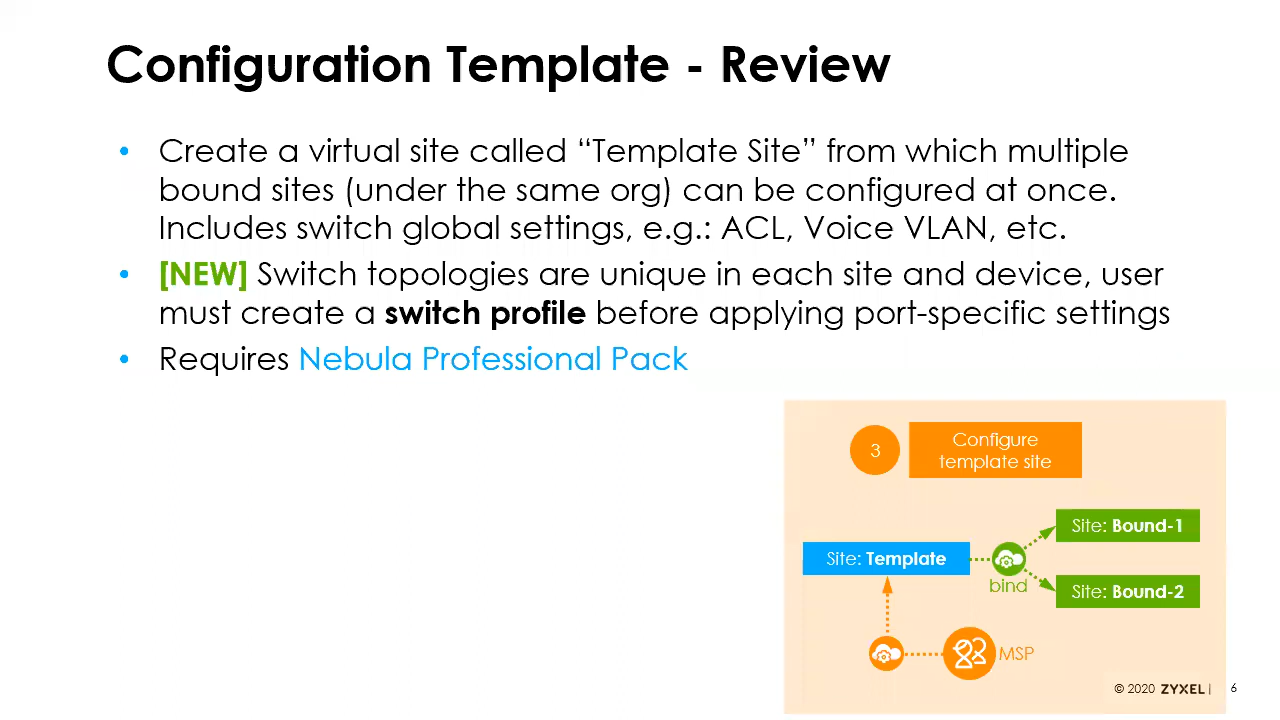 Configuration Template - Review
• Create a virtual site called “Template Site” from which multiple
bound sites (under the same org) can be configured at once.
Includes switch global settings, e.g.: ACL, Voice VLAN, etc.
• [NEW] Switch topologies are unique in each site and device, user
must create a switch profile before applying port-specific settings
• Requires Nebula Professional Pack
3
Configure
template site
Site: Bound-1
Site: Template
bind
Site: Bound-2
MSP
© 2020 ZYXEL | 6